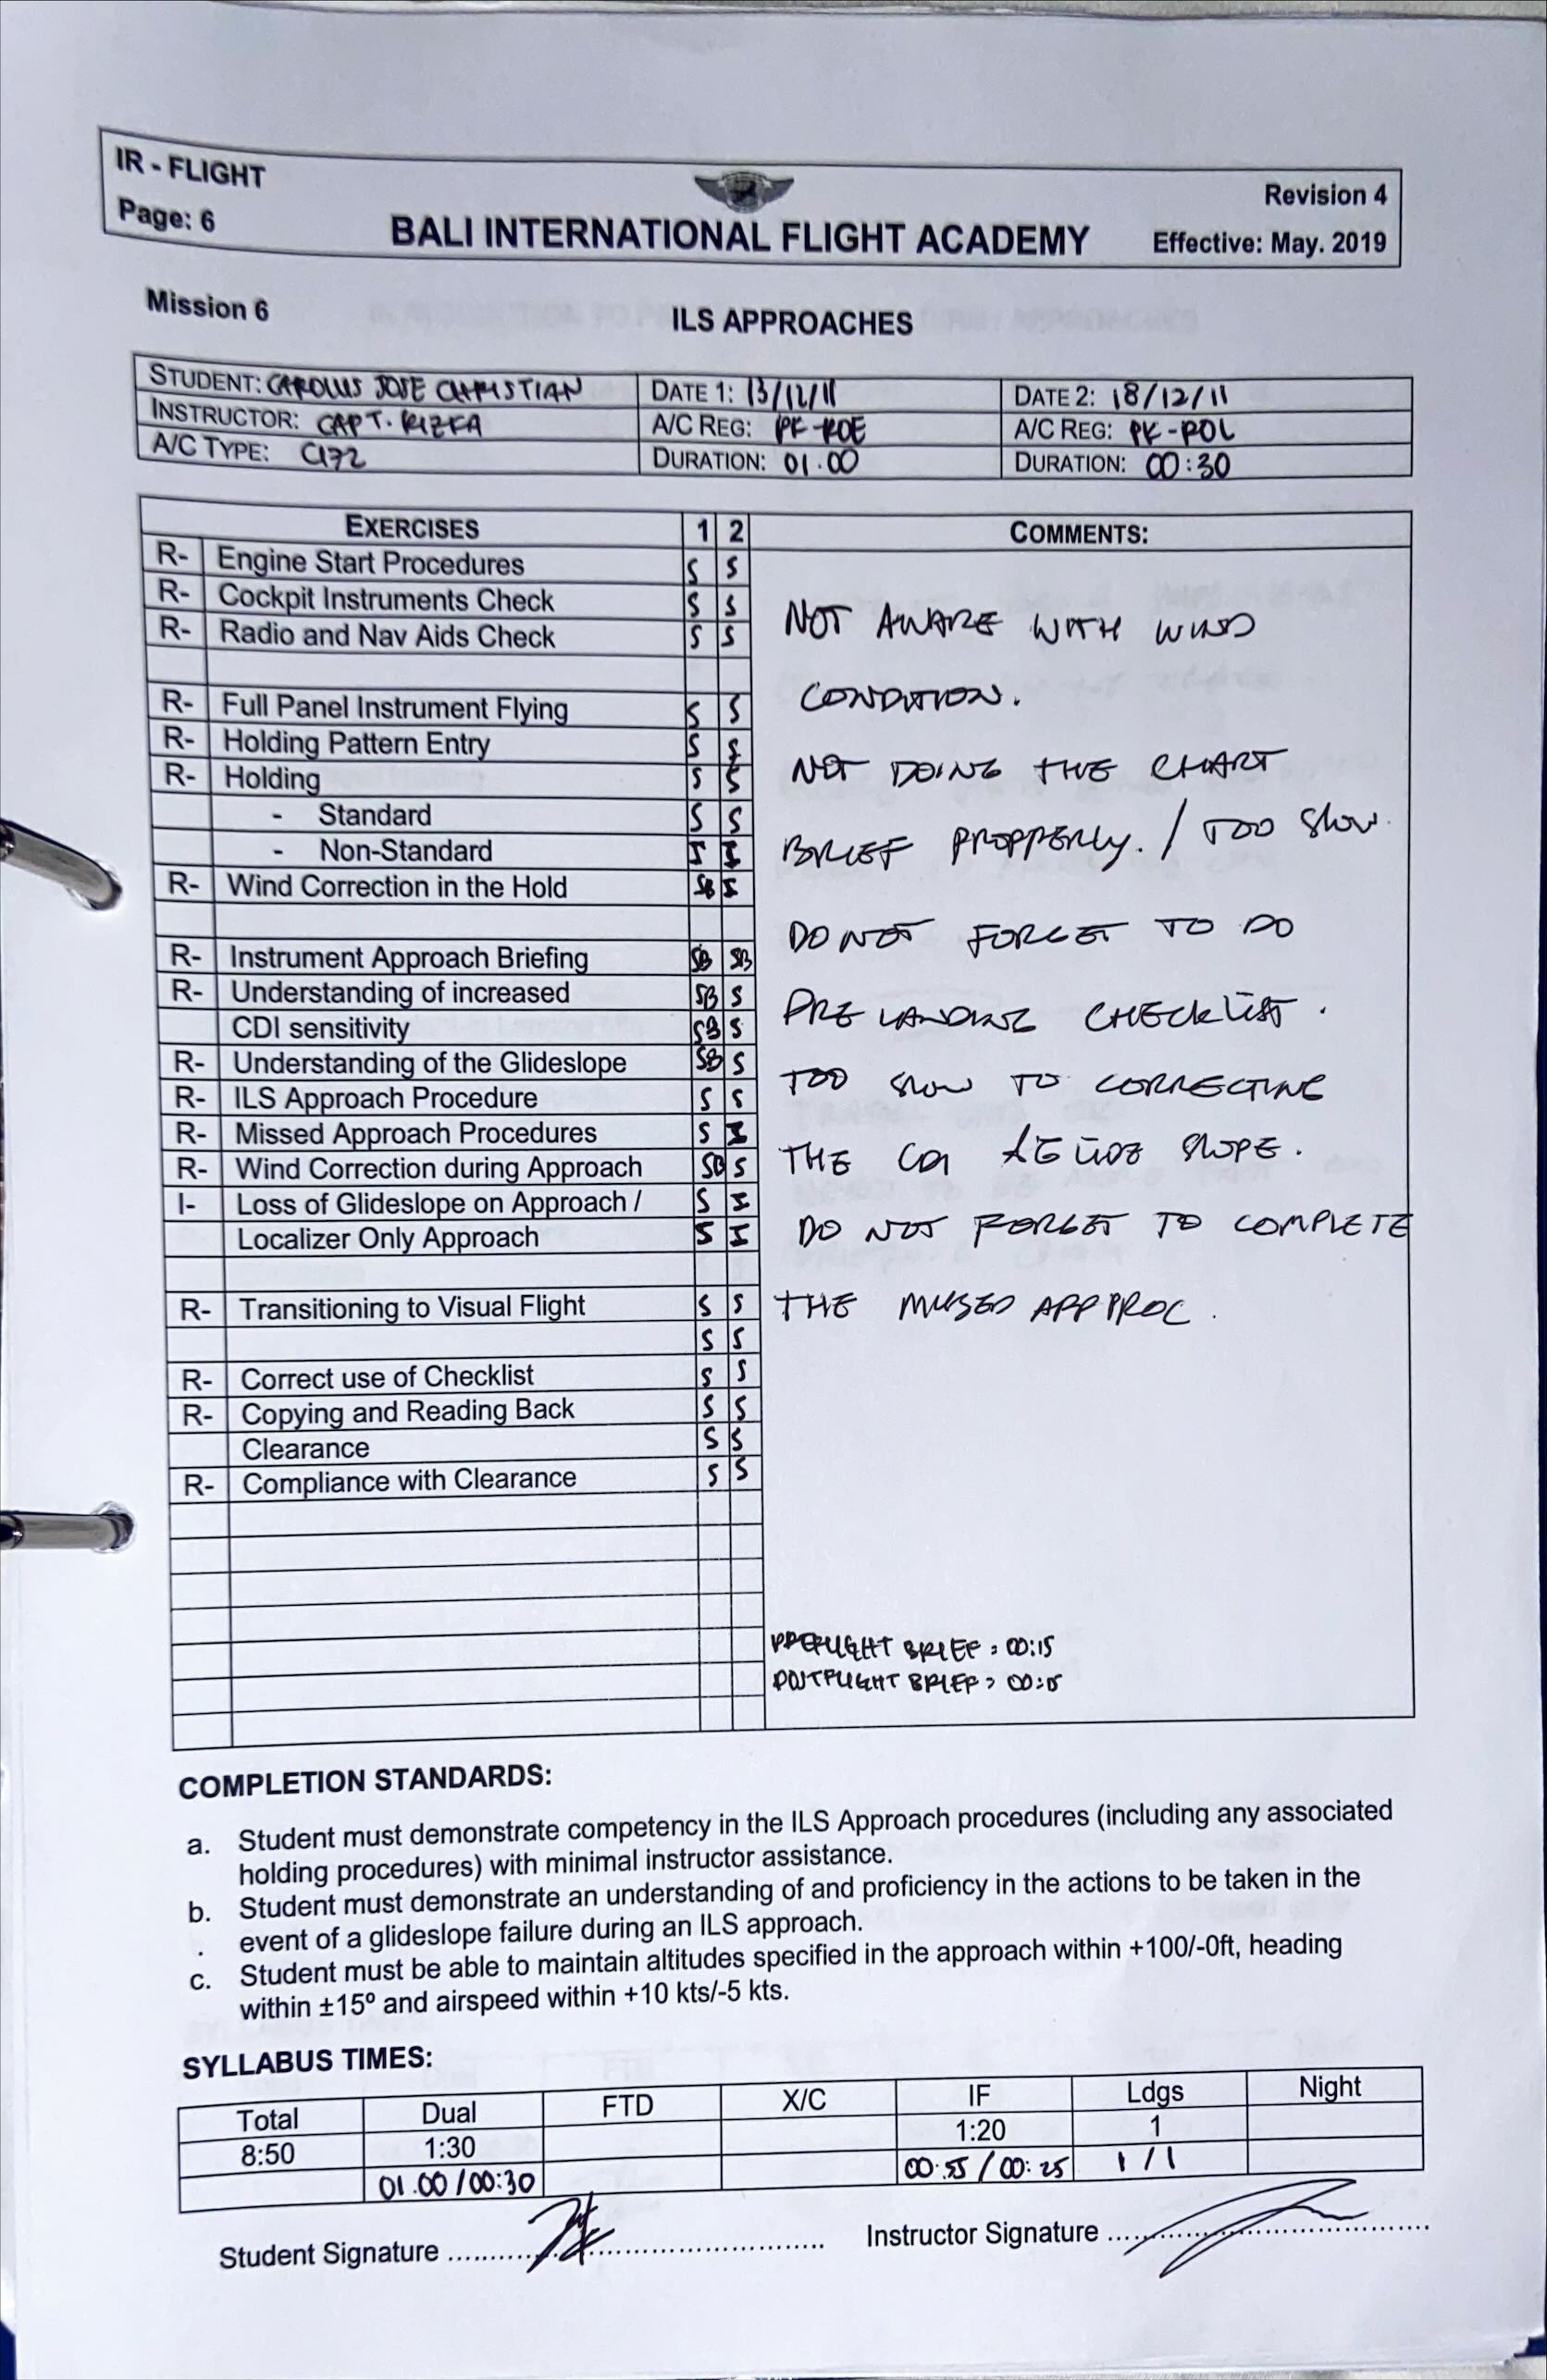 IR - FLIGHT
Page: 6
BALI INTERNATIONAL FLIGHT ACADEMY
Revision 4
Effective: May. 2019
Mission 6
ILS APPROACHES
STUDENT: CAROLUS JOSE CHRISTIAN DATE 1: 13/12/11 DATE 2: 18/12/11
INSTRUCTOR: CAPT. RIZKA A/C REG: PK-ROE A/C REG: PK-ROL
A/C TYPE: C172 DURATION: 01.00 DURATION: 00:30
EXERCISES 1 2 COMMENTS:
R- Engine Start Procedures S S
R- Cockpit Instruments Check S S
R- Radio and Nav Aids Check S S
R- Full Panel Instrument Flying S S
R- Holding Pattern Entry S S
R- Holding S S
- Standard S S
- Non-Standard
R- Wind Correction in the Hold SB
R- Instrument Approach Briefing SB SB
R- Understanding of increased SB S
CDI sensitivity SB S
R- Understanding of the Glideslope SB S
R- ILS Approach Procedure S S
R- Missed Approach Procedures S
R- Wind Correction during Approach SB S
I- Loss of Glideslope on Approach / S
Localizer Only Approach S
R- Transitioning to Visual Flight S S
S S
R- Correct use of Checklist S S
R- Copying and Reading Back S S
Clearance S S
R- Compliance with Clearance S S
NOT AWARE WITH WIND
CONDITION.
NOT DOING THE CHART
BRIEF PROPPERLY. / TOO Slow.
DO NOT FORGET TO DO
PRE LANDING CHECKLIST.
TOO SLOW TO CORRECTING
THE CDI SLOPE.
DO NOT FORGET TO COMPLETE
THE MISSED APPPROC.
PREFLIGHT BRIEF : 00:15
POSTFLIGHT BRIEF : 00:15
COMPLETION STANDARDS:
a. Student must demonstrate competency in the ILS Approach procedures (including any associated
holding procedures) with minimal instructor assistance.
b. Student must demonstrate an understanding of and proficiency in the actions to be taken in the
. event of a glideslope failure during an ILS approach.
c. Student must be able to maintain altitudes specified in the approach within +100/-0ft, heading
within ±15º and airspeed within +10 kts/-5 kts.
SYLLABUS TIMES:
Total Dual FTD X/C IF Ldgs Night
8:50 1:30 1:20 1
01.00 / 00:30 00:55 / 00:25 1 / 1
Student Signature ........................................ Instructor Signature ........................................